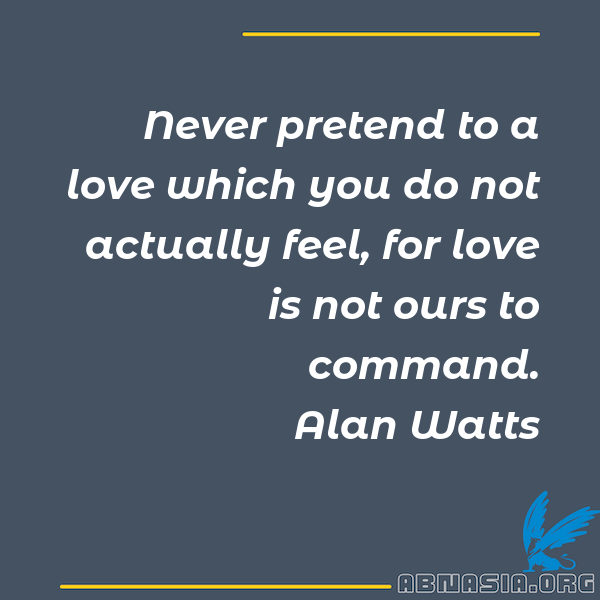 Never pretend to a
love which you do not
actually feel, for love
is not ours to
command.
Alan Watts
ABNASIA.ORG